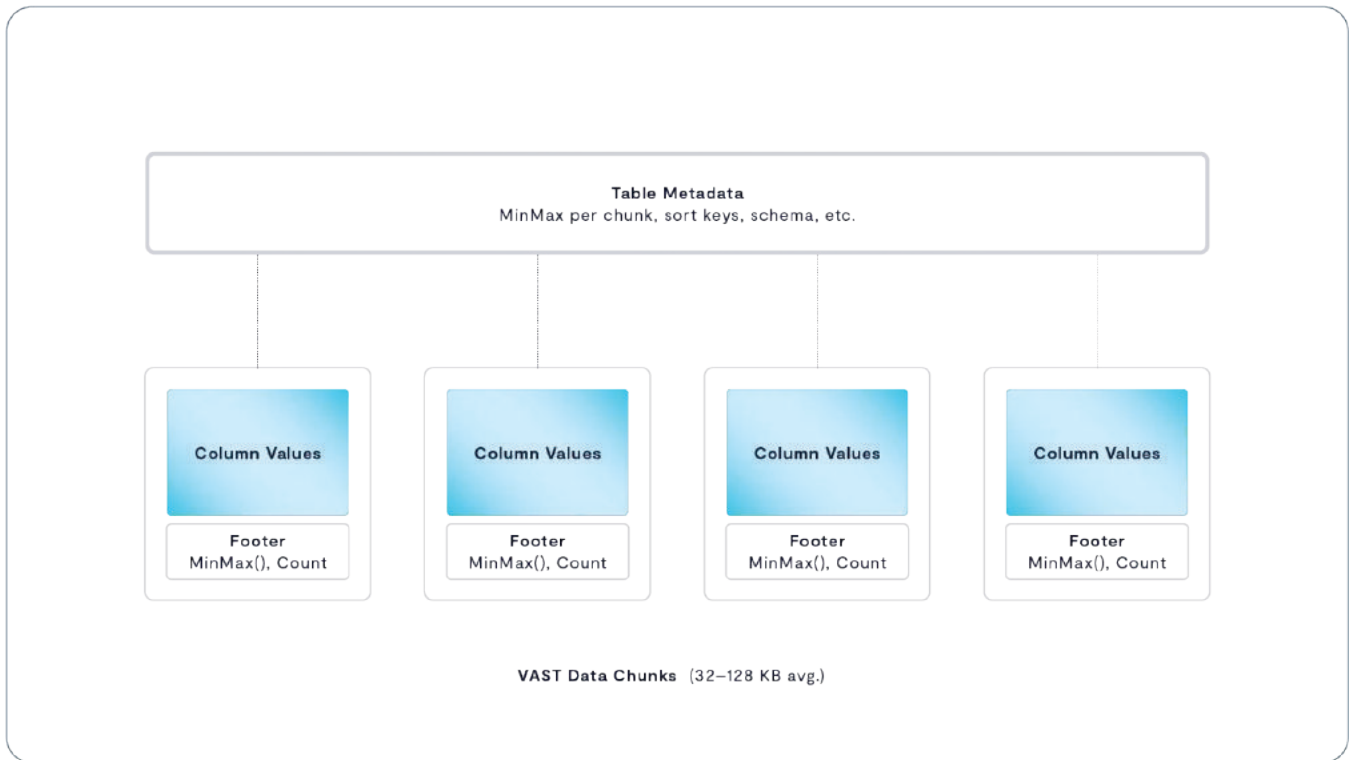 Table Metadata
MinMax per chunk, sort keys, schema, etc.
Column Values
Footer
MinMax(), Count
Column Values
Footer
MinMax(), Count
Column Values
Footer
MinMax(), Count
Column Values
Footer
MinMax(), Count
VAST Data Chunks (32–128 KB avg.)